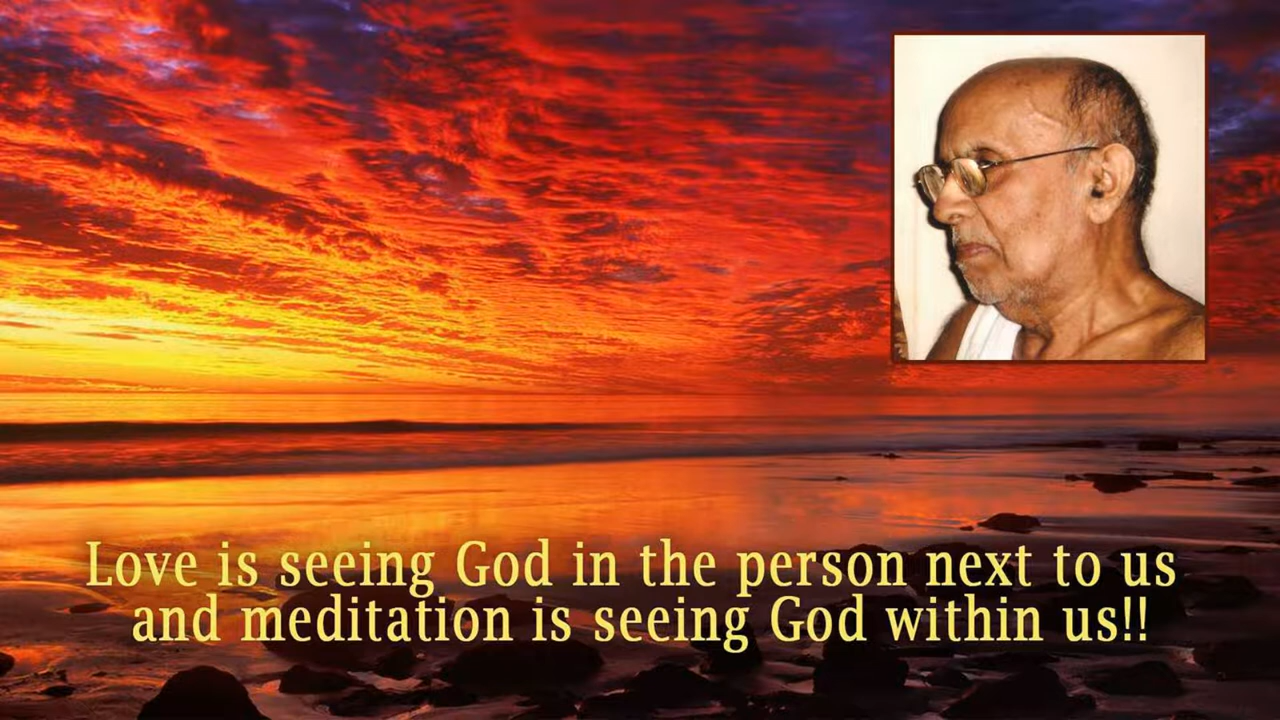 Love is seeing God in the person next to us
and meditation is seeing God within us!!